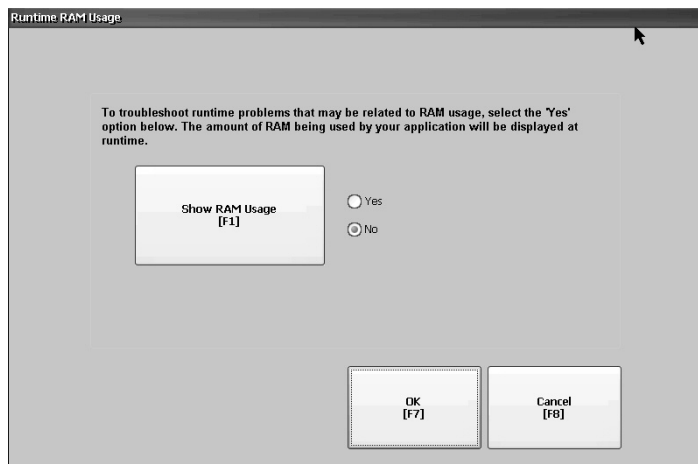 Runtime RAM Usage
To troubleshoot runtime problems that may be related to RAM usage, select the 'Yes'
option below. The amount of RAM being used by your application will be displayed at
runtime.
Show RAM Usage
[F1]
Yes
No
OK
[F7]
Cancel
[F8]